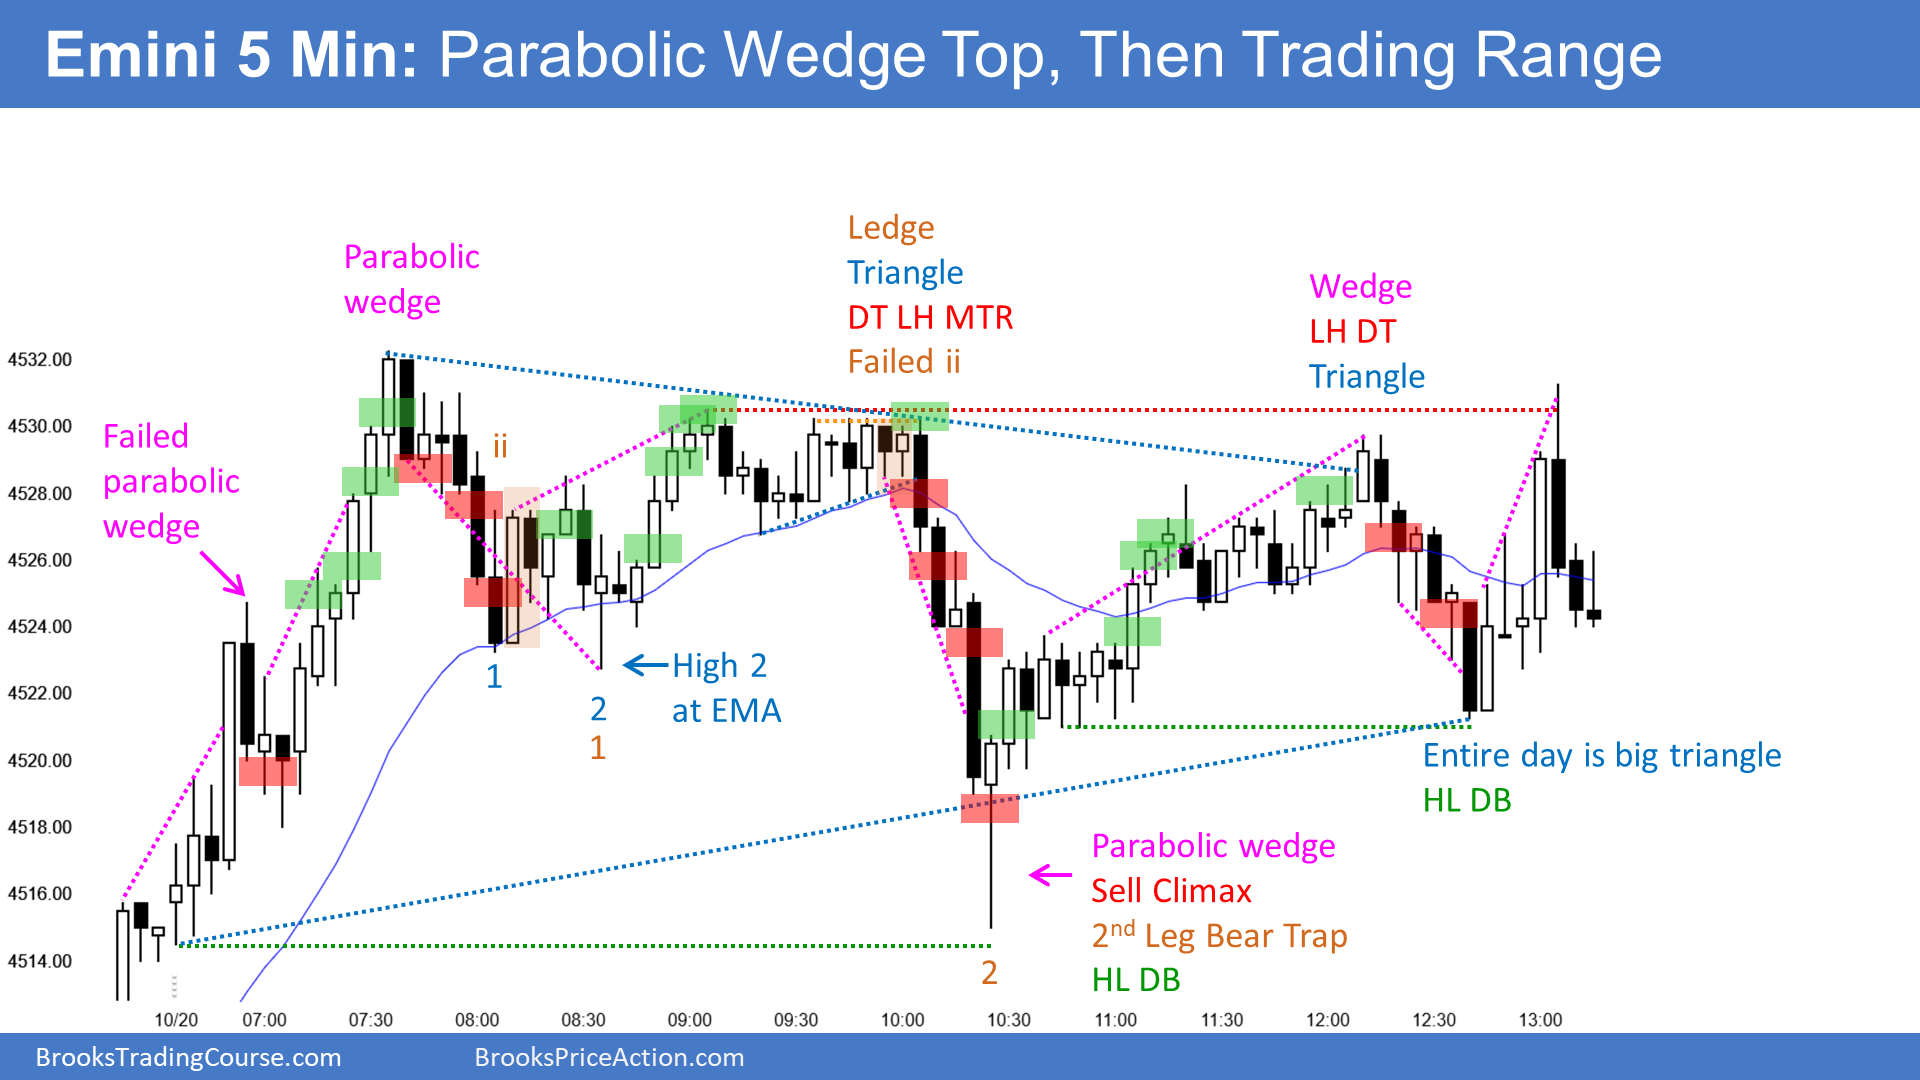 Emini 5 Min: Parabolic Wedge Top, Then Trading Range
Ledge
Triangle
DT LH MTR
Failed ii
Parabolic
wedge
Wedge
LH DT
Triangle
Failed
parabolic
wedge
ii
4532.00
4530.00
4528.00
4526.00
4524.00
4522.00
4520.00
4518.00
4516.00
4514.00
1
2
1
High 2
at EMA
2
Entire day is big triangle
HL DB
Parabolic wedge
Sell Climax
2nd Leg Bear Trap
HL DB
10/20 07:00 07:30 08:00 08:30 09:00 09:30 10:00 10:30 11:00 11:30 12:00 12:30 13:00
BrooksTradingCourse.com BrooksPriceAction.com